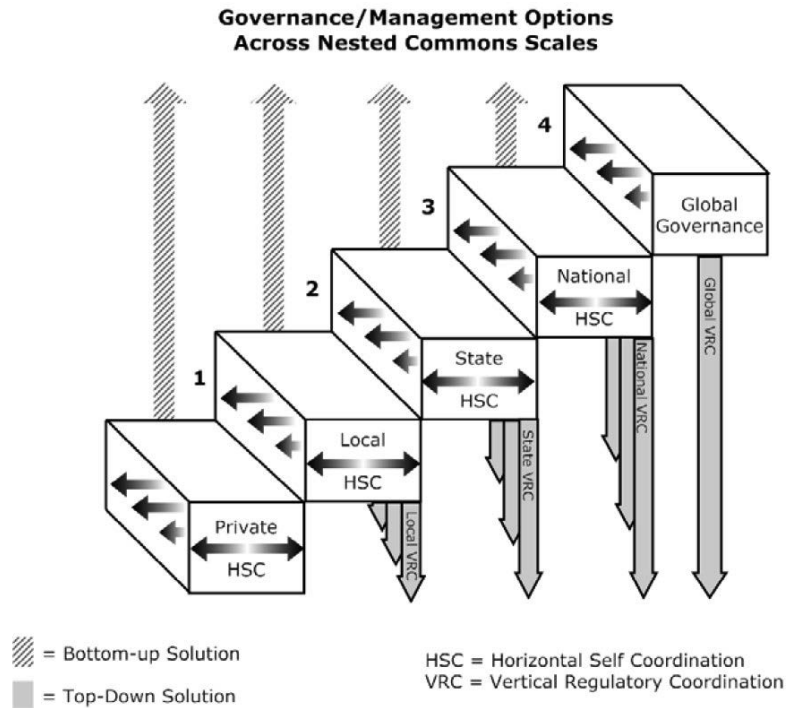 Governance/Management Options
Across Nested Commons Scales
4
Global
Governance
3
National
HSC
Global VRC
2
State
HSC
National VRC
1
Local
HSC
State VRC
Private
HSC
Local VRC
= Bottom-up Solution
= Top-Down Solution
HSC = Horizontal Self Coordination
VRC = Vertical Regulatory Coordination